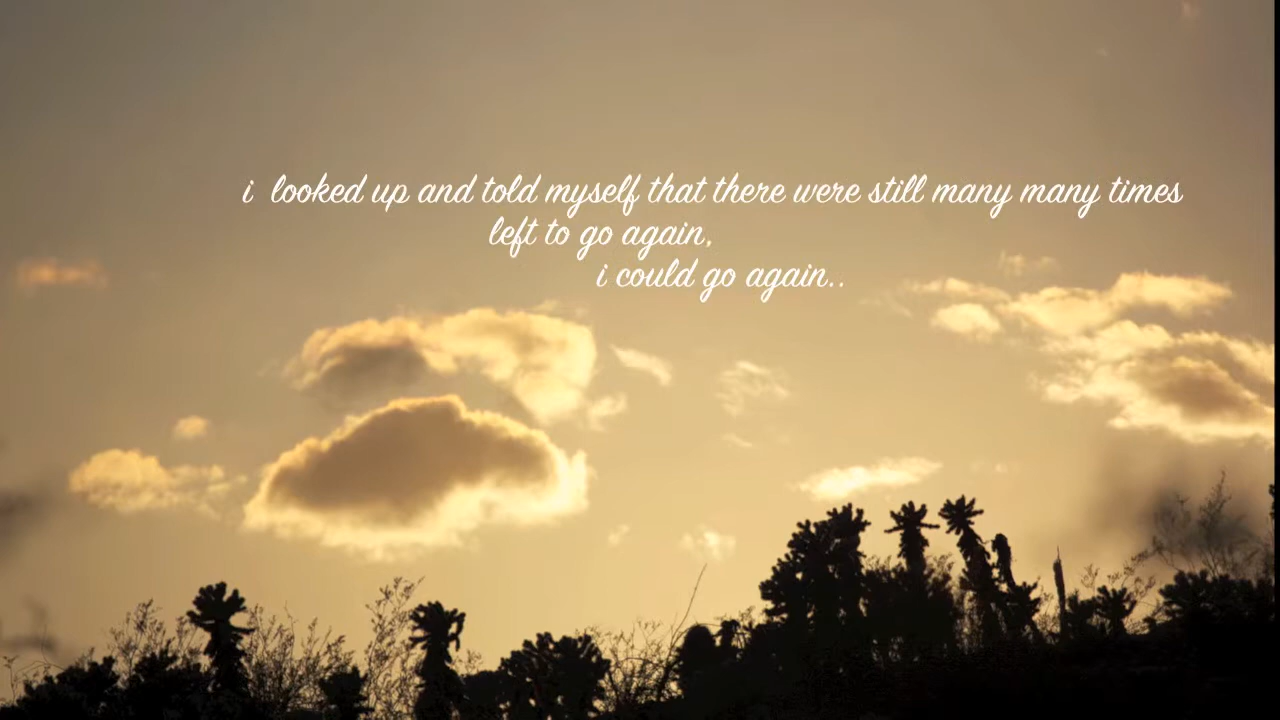 i looked up and told myself that there were still many many times
left to go again,
i could go again..